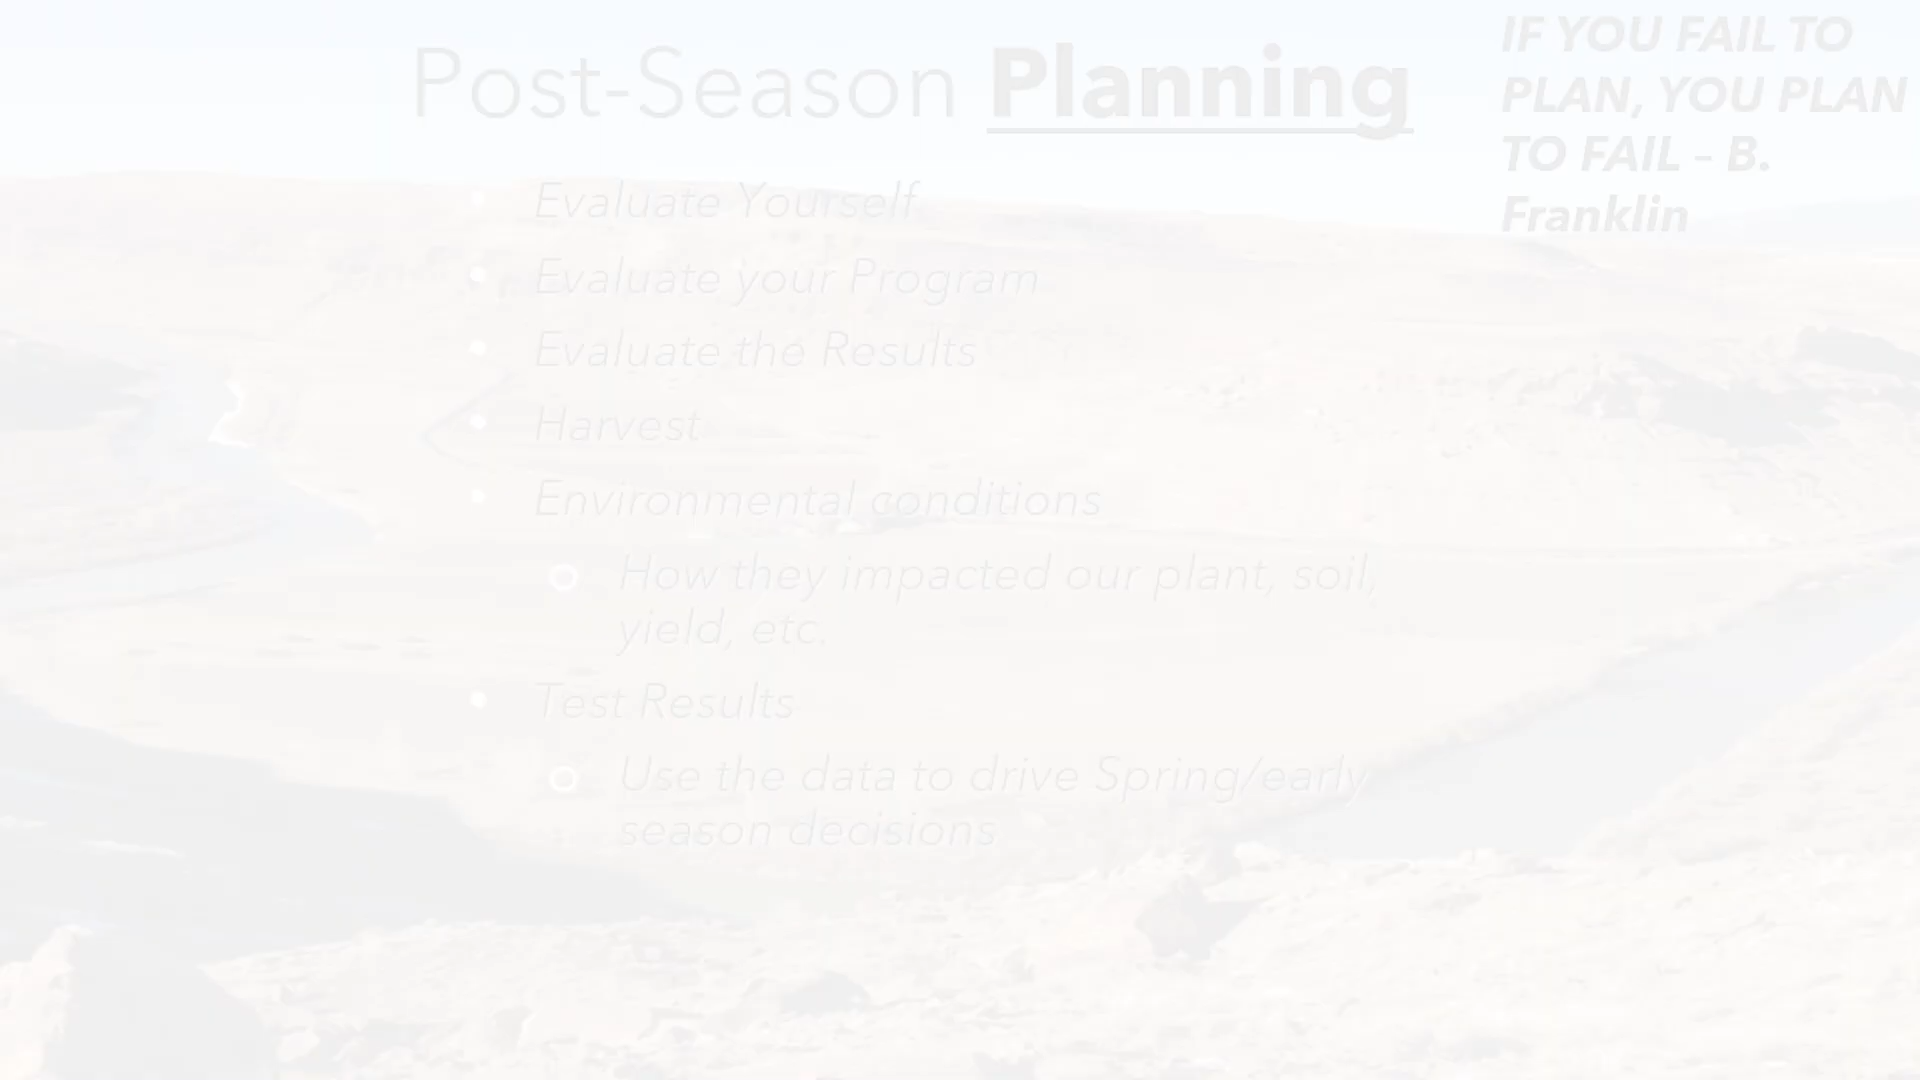 Post-Season Planning
IF YOU FAIL TO
PLAN, YOU PLAN
TO FAIL – B.
Franklin
• Evaluate Yourself
• Evaluate your Program
• Evaluate the Results
• Harvest
• Environmental conditions
o How they impacted our plant, soil,
yield, etc.
• Test Results
o Use the data to drive Spring/early
season decisions